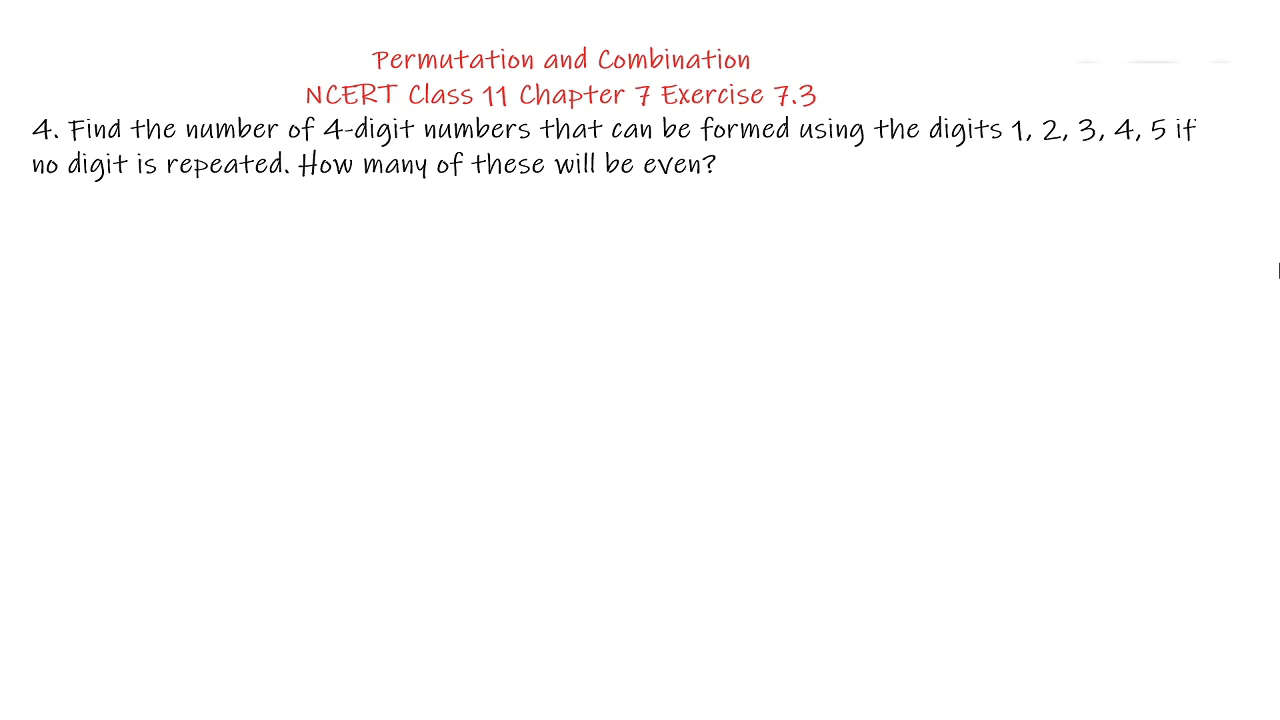 Permutation and Combination
NCERT Class 11 Chapter 7 Exercise 7.3
4. Find the number of 4-digit numbers that can be formed using the digits 1, 2, 3, 4, 5 if
no digit is repeated. How many of these will be even?